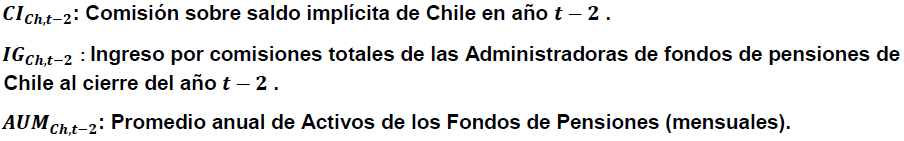 CI_{Ch,t−2}: Comisión sobre saldo implícita de Chile en año t − 2 .
IG_{Ch,t−2} : Ingreso por comisiones totales de las Administradoras de fondos de pensiones de
Chile al cierre del año t − 2 .
AUM_{Ch,t−2}: Promedio anual de Activos de los Fondos de Pensiones (mensuales).